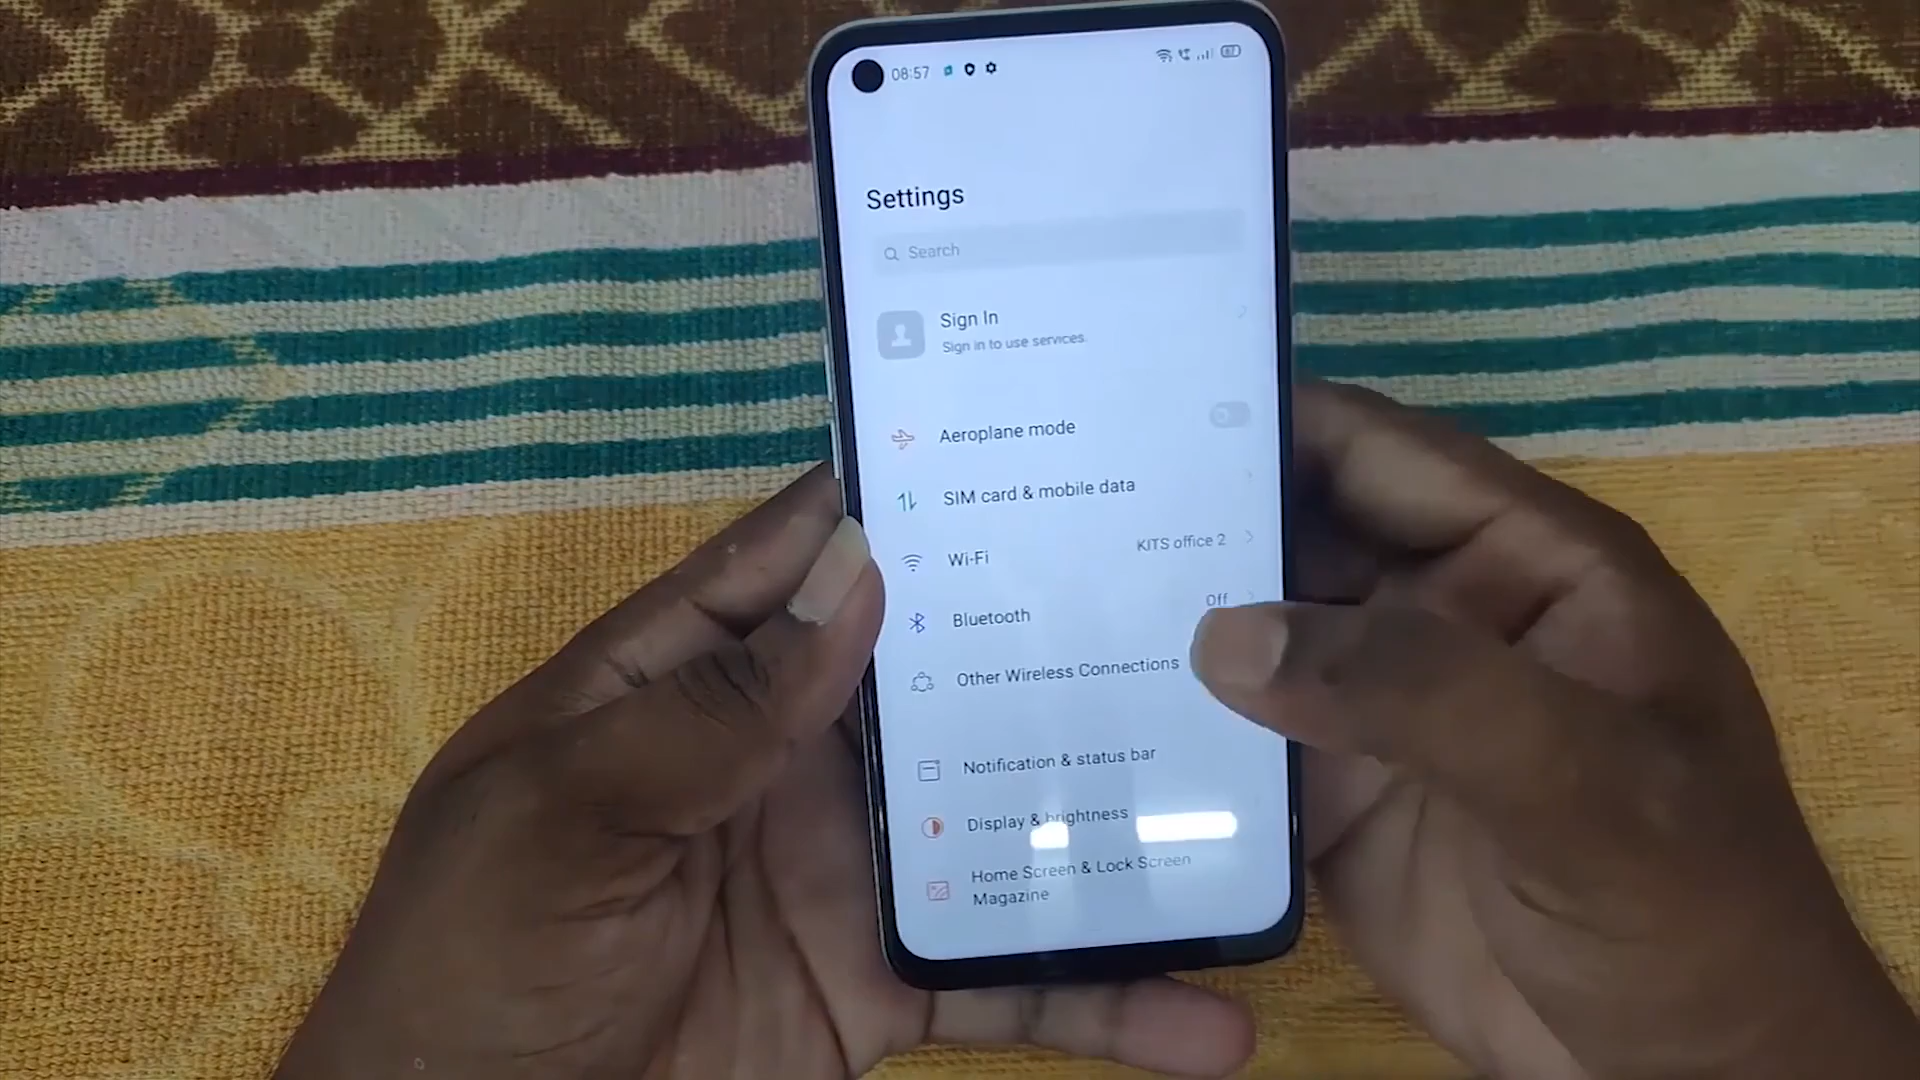 08:57
Settings
Search
Sign In
Sign in to use services.
Aeroplane mode
SIM card & mobile data
Wi-Fi
KITS office 2
Bluetooth
Off
Other Wireless Connections
Notification & status bar
Display & brightness
Home Screen & Lock Screen
Magazine